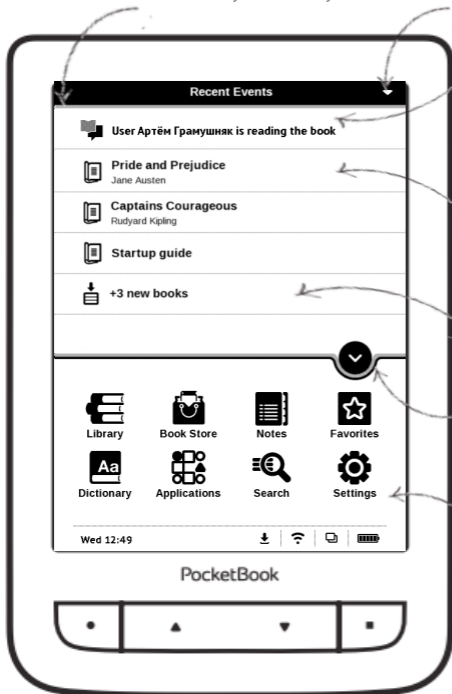 Recent Events
User Артём Грамушняк is reading the book
Pride and Prejudice
Jane Austen
Captains Courageous
Rudyard Kipling
Startup guide
+3 new books
Library Book Store Notes Favorites
Aa
Dictionary Applications Search Settings
Wed 12:49
PocketBook